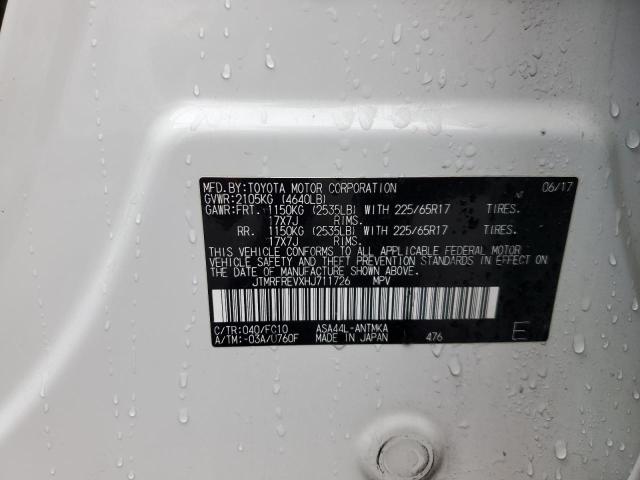 MFD.BY:TOYOTA MOTOR CORPORATION 06/17
GVWR:2105KG (4640LB)
GAWR:FRT. 1150KG (2535LB) WITH 225/65R17 TIRES.
17X7J RIMS.
RR. 1150KG (2535LB) WITH 225/65R17 TIRES.
17X7J RIMS.
THIS VEHICLE CONFORMS TO ALL APPLICABLE FEDERAL MOTOR
VEHICLE SAFETY AND THEFT PREVENTION STANDARDS IN EFFECT
ON THE DATE OF MANUFACTURE SHOWN ABOVE.
JTMRFREVXHJ711726 MPV
C/TR:040/FC10 ASA44L-ANTMKA
A/TM:-03A/U760F MADE IN JAPAN 476 E